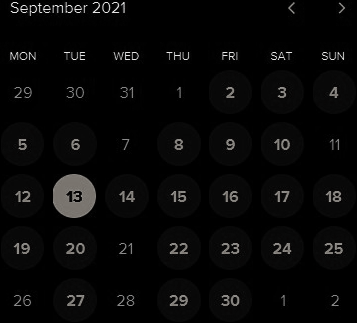 September 2021
MON TUE WED THU FRI SAT SUN
29 30 31 1 2 3 4
5 6 7 8 9 10 11
12 13 14 15 16 17 18
19 20 21 22 23 24 25
26 27 28 29 30 1 2